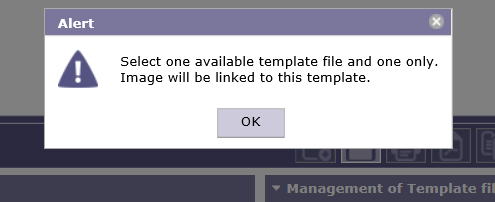 Alert
Select one available template file and one only.
Image will be linked to this template.
OK
Management of Template fil